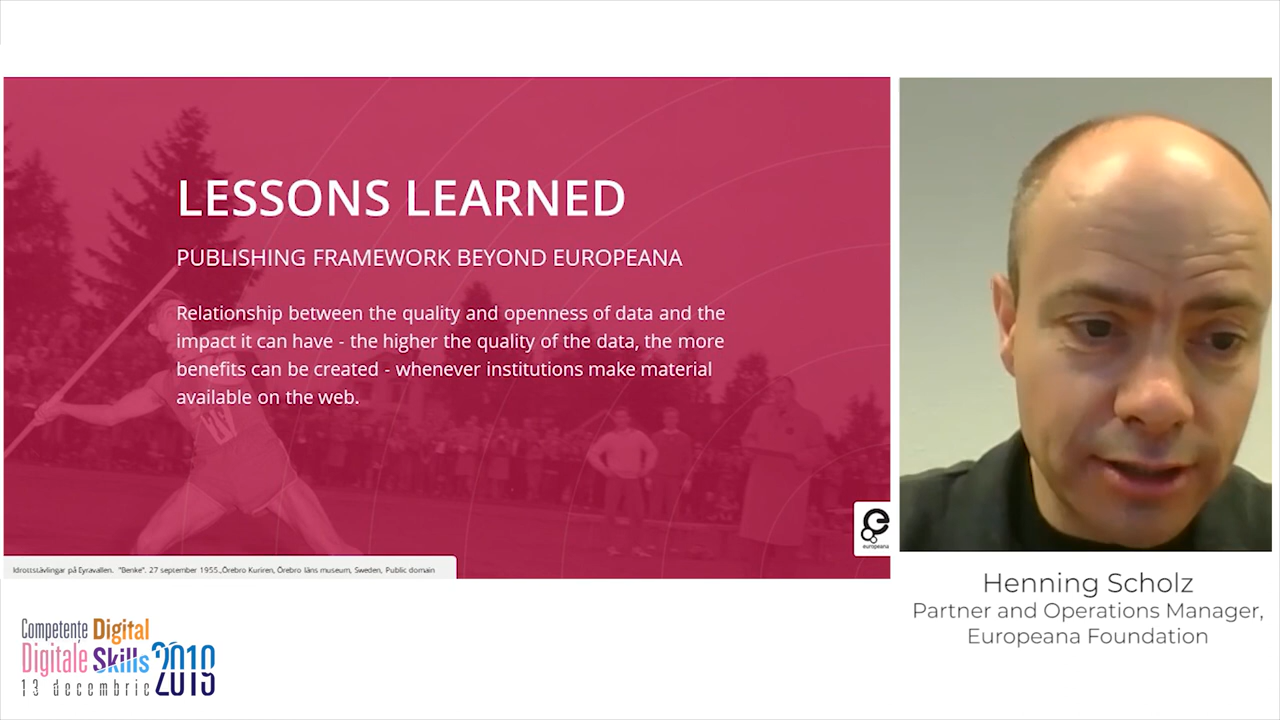 LESSONS LEARNED
PUBLISHING FRAMEWORK BEYOND EUROPEANA
Relationship between the quality and openness of data and the
impact it can have - the higher the quality of the data, the more
benefits can be created - whenever institutions make material
available on the web.
europeana
Idrottstävlingar på Eyravallen. "Benke". 27 september 1955.,Örebro Kuriren, Örebro läns museum, Sweden, Public domain
Henning Scholz
Partner and Operations Manager,
Europeana Foundation
Competențe Digital
Digitale Skills 2019
13 decembrie